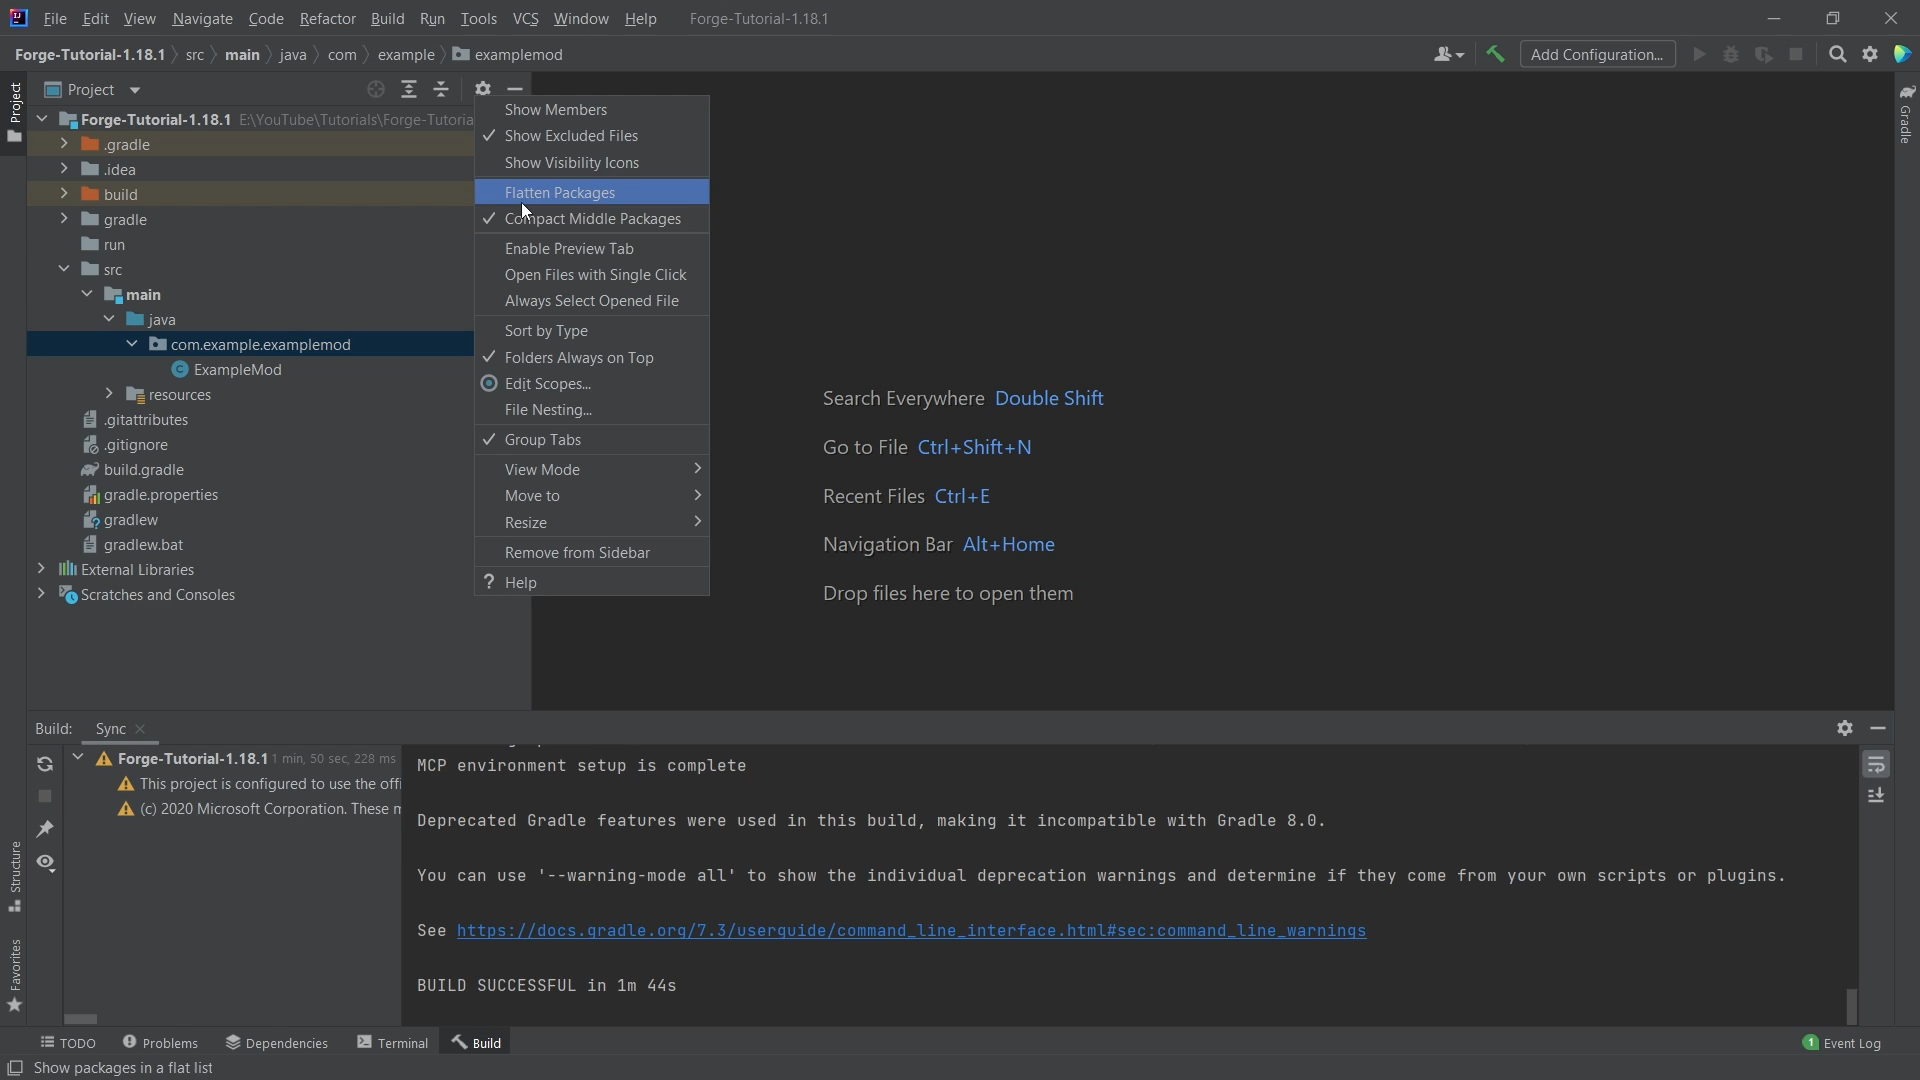 File Edit View Navigate Code Refactor Build Run Tools VCS Window Help Forge-Tutorial-1.18.1
Forge-Tutorial-1.18.1 src main java com example examplemod Add Configuration...
Project
Project
Forge-Tutorial-1.18.1 E:\YouTube\Tutorials\Forge-Tutoria
.gradle
.idea
build
gradle
run
src
main
java
com.example.examplemod
ExampleMod
resources
.gitattributes
.gitignore
build.gradle
gradle.properties
gradlew
gradlew.bat
External Libraries
Scratches and Consoles
Show Members
Show Excluded Files
Show Visibility Icons
Flatten Packages
Compact Middle Packages
Enable Preview Tab
Open Files with Single Click
Always Select Opened File
Sort by Type
Folders Always on Top
Edit Scopes...
File Nesting...
Group Tabs
View Mode
Move to
Resize
Remove from Sidebar
? Help
Search Everywhere Double Shift
Go to File Ctrl+Shift+N
Recent Files Ctrl+E
Navigation Bar Alt+Home
Drop files here to open them
Gradle
Build: Sync
Forge-Tutorial-1.18.1 1 min, 50 sec, 228 ms
This project is configured to use the offi
(c) 2020 Microsoft Corporation. These
MCP environment setup is complete
Deprecated Gradle features were used in this build, making it incompatible with Gradle 8.0.
You can use '--warning-mode all' to show the individual deprecation warnings and determine if they come from your own scripts or plugins.
See https://docs.gradle.org/7.3/userguide/command_line_interface.html#sec:command_line_warnings
BUILD SUCCESSFUL in 1m 44s
Structure
Favorites
TODO Problems Dependencies Terminal Build 1 Event Log
Show packages in a flat list